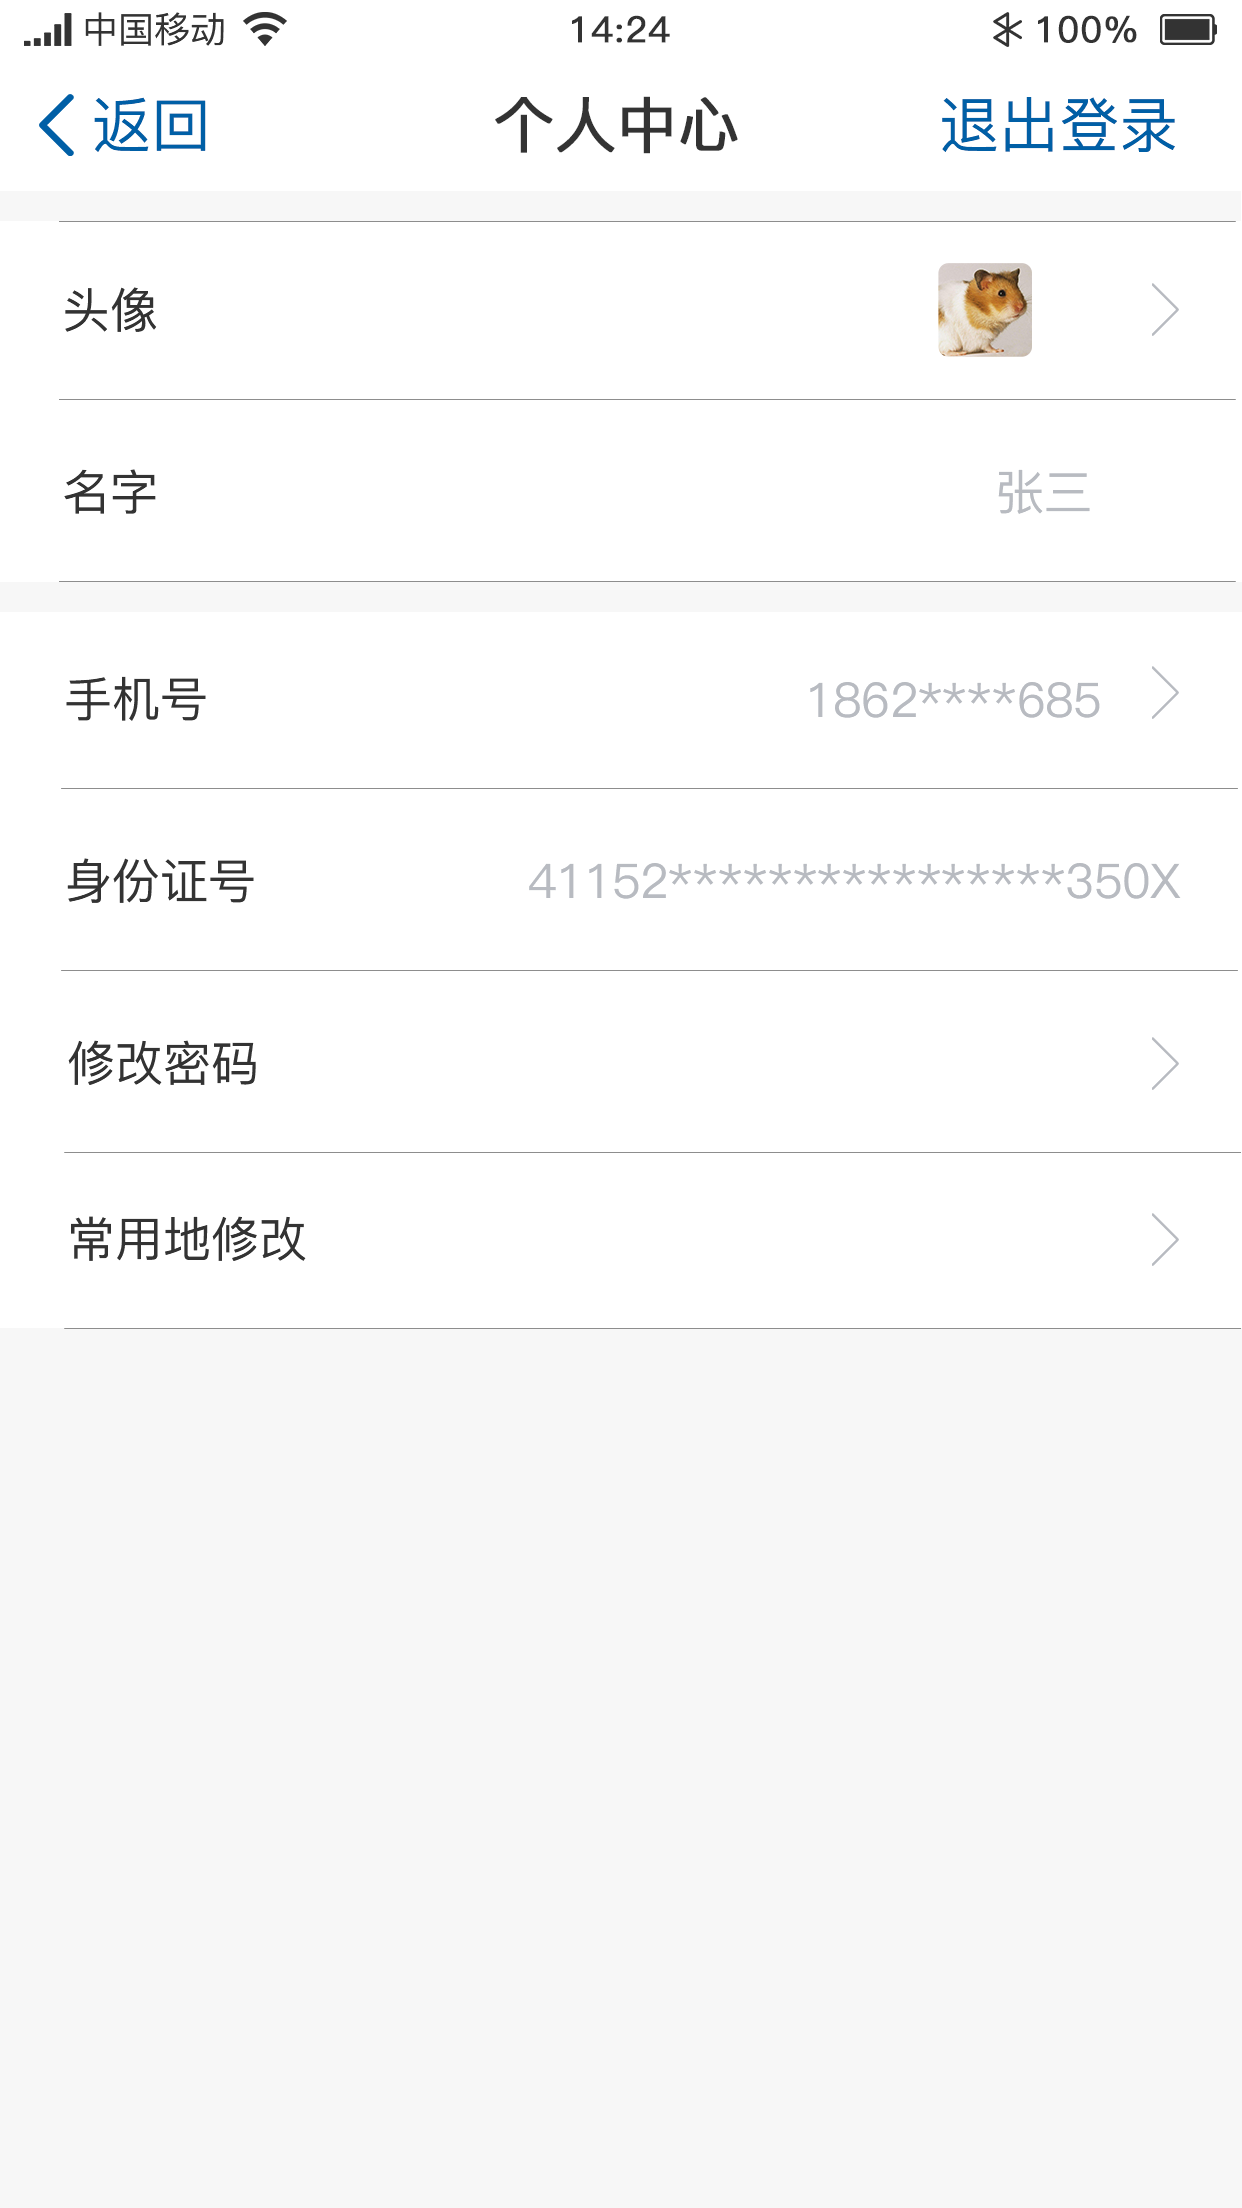 中国移动 14:24 100%
返回 个人中心 退出登录
头像
名字 张三
手机号 1862****685
身份证号 41152****************350X
修改密码
常用地修改